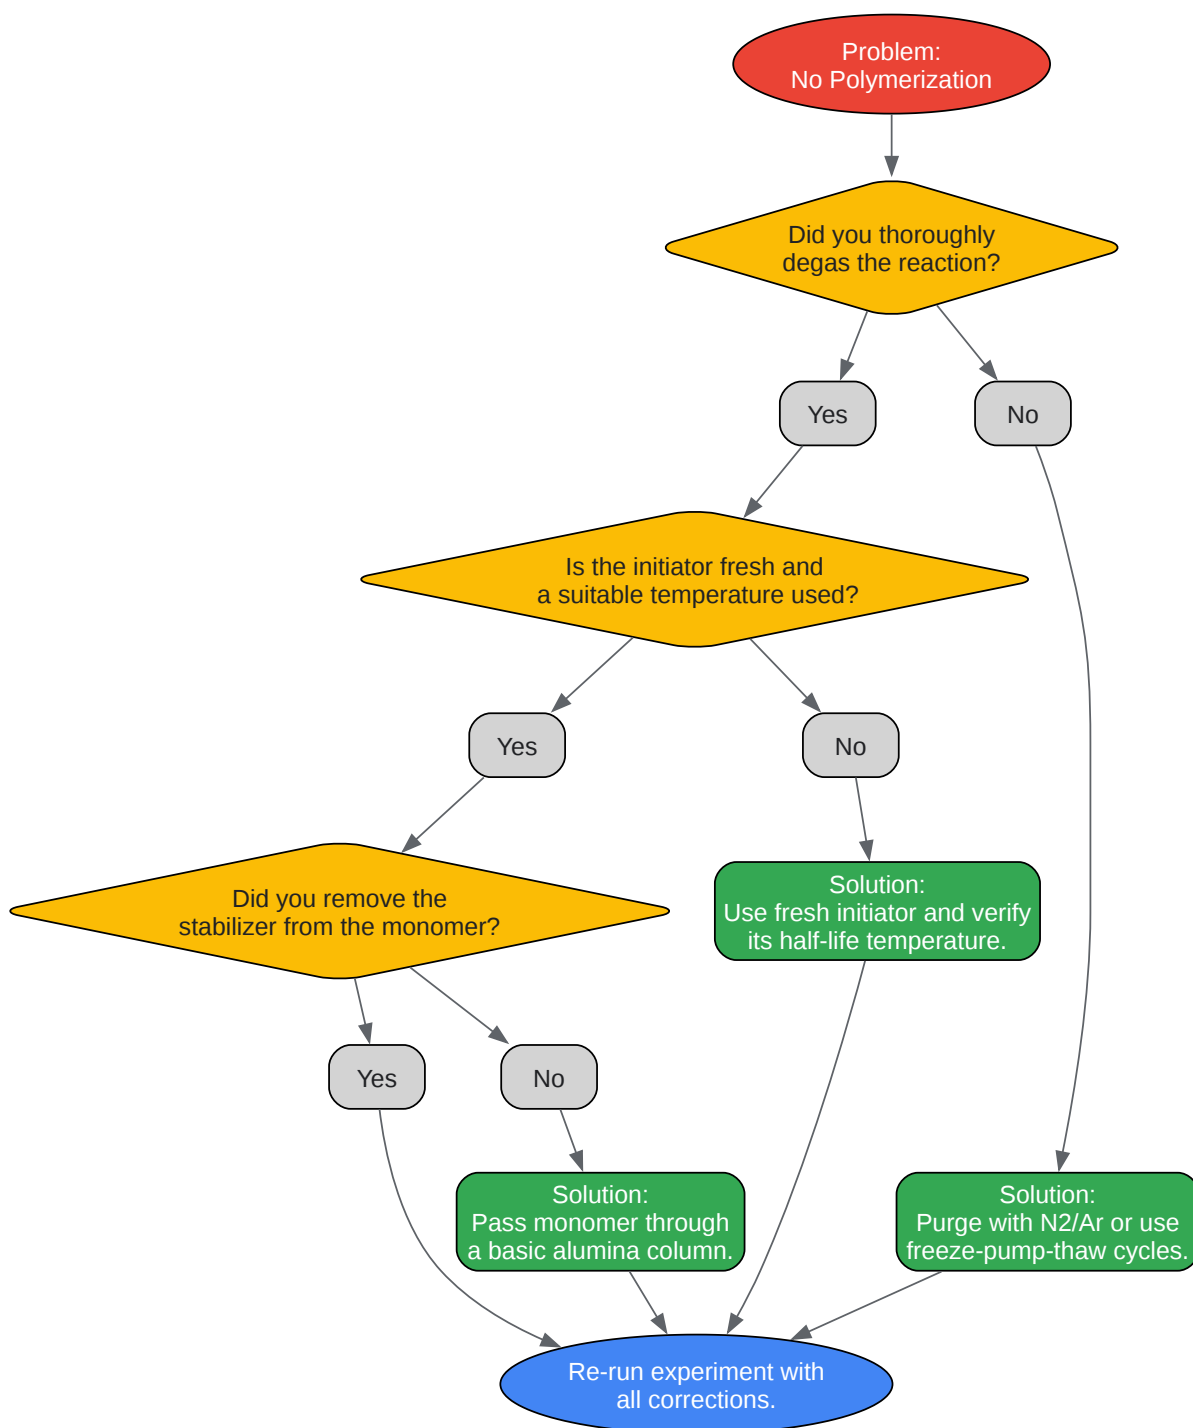 Problem:
No Polymerization
Did you thoroughly
degas the reaction?
Yes
No
Is the initiator fresh and
a suitable temperature used?
Yes
No
Did you remove the
stabilizer from the monomer?
Solution:
Use fresh initiator and verify
its half-life temperature.
Yes
No
Solution:
Pass monomer through
a basic alumina column.
Solution:
Purge with N2/Ar or use
freeze-pump-thaw cycles.
Re-run experiment with
all corrections.